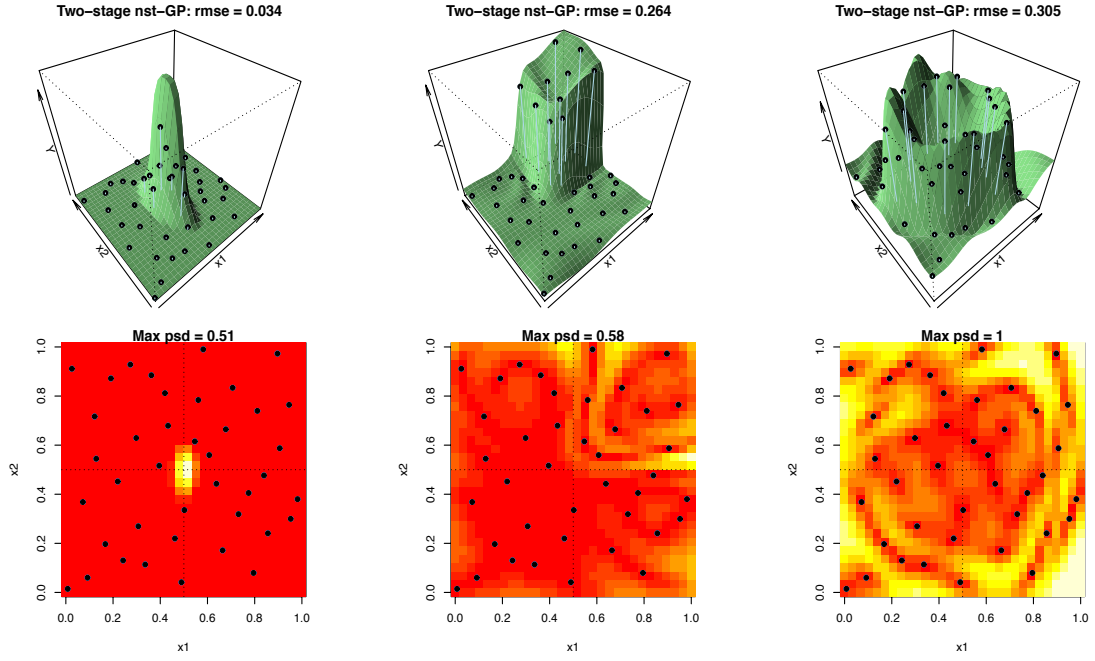 Two−stage nst−GP: rmse = 0.034
Two−stage nst−GP: rmse = 0.264
Two−stage nst−GP: rmse = 0.305
Y
x2
x1
Y
x2
x1
Y
x2
x1
Max psd = 0.51
Max psd = 0.58
Max psd = 1
x2
1.0
0.8
0.6
0.4
0.2
0.0
0.0 0.2 0.4 0.6 0.8 1.0
x1
x2
1.0
0.8
0.6
0.4
0.2
0.0
0.0 0.2 0.4 0.6 0.8 1.0
x1
x2
1.0
0.8
0.6
0.4
0.2
0.0
0.0 0.2 0.4 0.6 0.8 1.0
x1